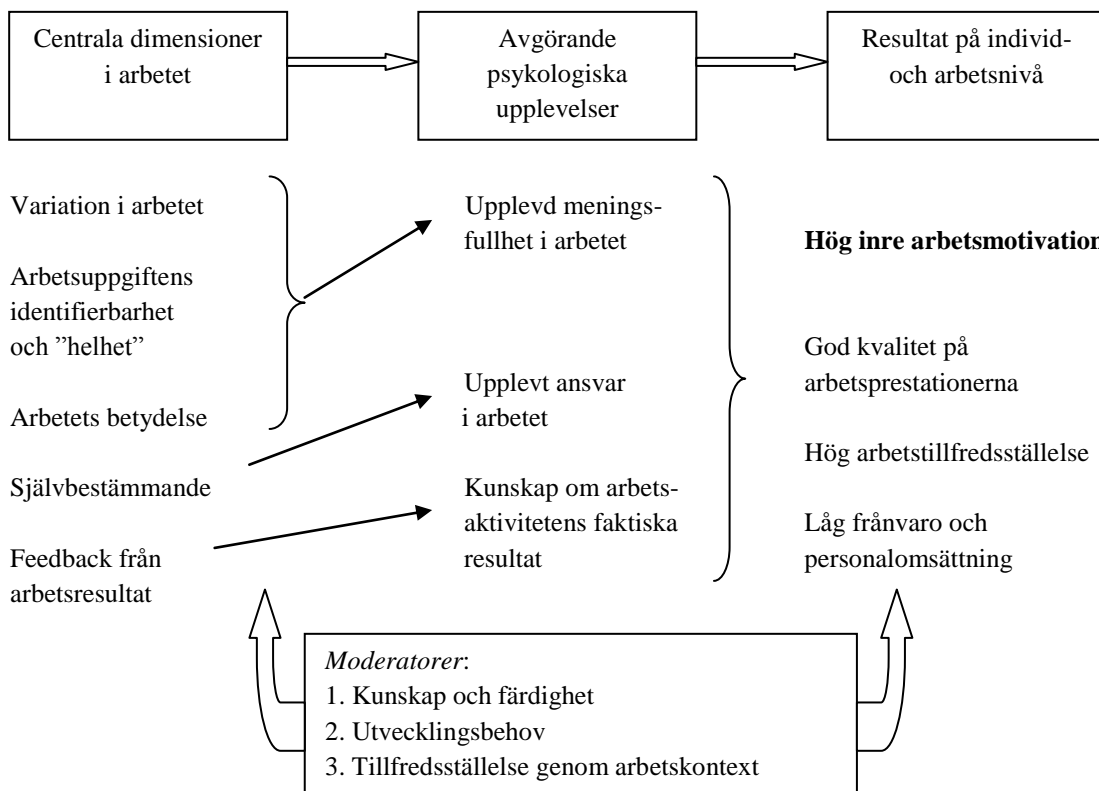 Centrala dimensioner
i arbetet
Avgörande
psykologiska
upplevelser
Resultat på individ-
och arbetsnivå
Variation i arbetet
Arbetsuppgiftens
identifierbarhet
och ”helhet”
Arbetets betydelse
Självbestämmande
Feedback från
arbetsresultat
Upplevd menings-
fullhet i arbetet
Upplevt ansvar
i arbetet
Kunskap om arbets-
aktivitetens faktiska
resultat
Hög inre arbetsmotivation
God kvalitet på
arbetsprestationerna
Hög arbetstillfredsställelse
Låg frånvaro och
personalomsättning
Moderatorer:
1. Kunskap och färdighet
2. Utvecklingsbehov
3. Tillfredsställelse genom arbetskontext